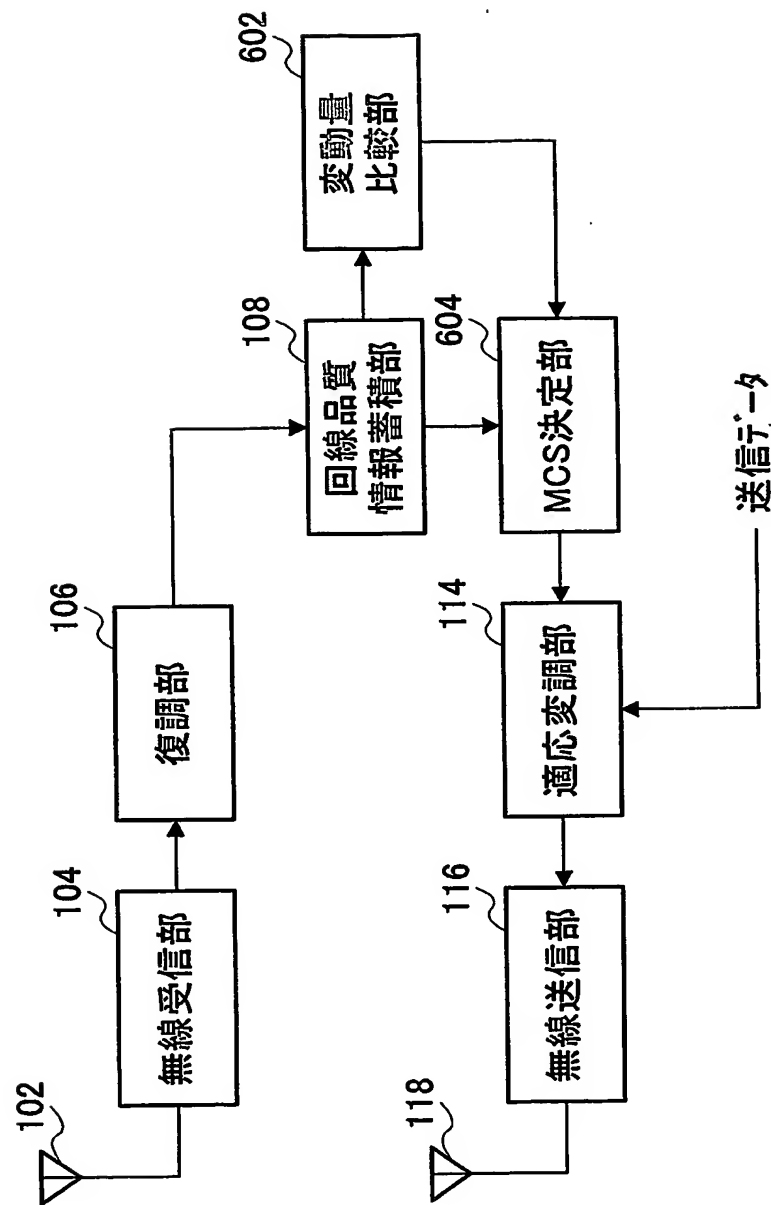 102
104
無線受信部
106
復調部
108
回線品質
情報蓄積部
602
変動量
比較部
604
MCS決定部
114
適応変調部
116
無線送信部
118
送信データ